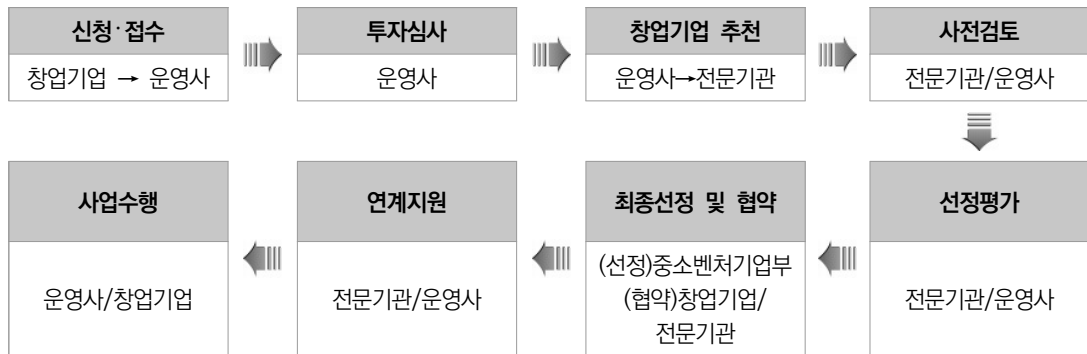 신청·접수
창업기업 → 운영사
투자심사
운영사
창업기업 추천
운영사→전문기관
사전검토
전문기관/운영사
선정평가
전문기관/운영사
최종선정 및 협약
(선정)중소벤처기업부
(협약)창업기업/
전문기관
연계지원
전문기관/운영사
사업수행
운영사/창업기업